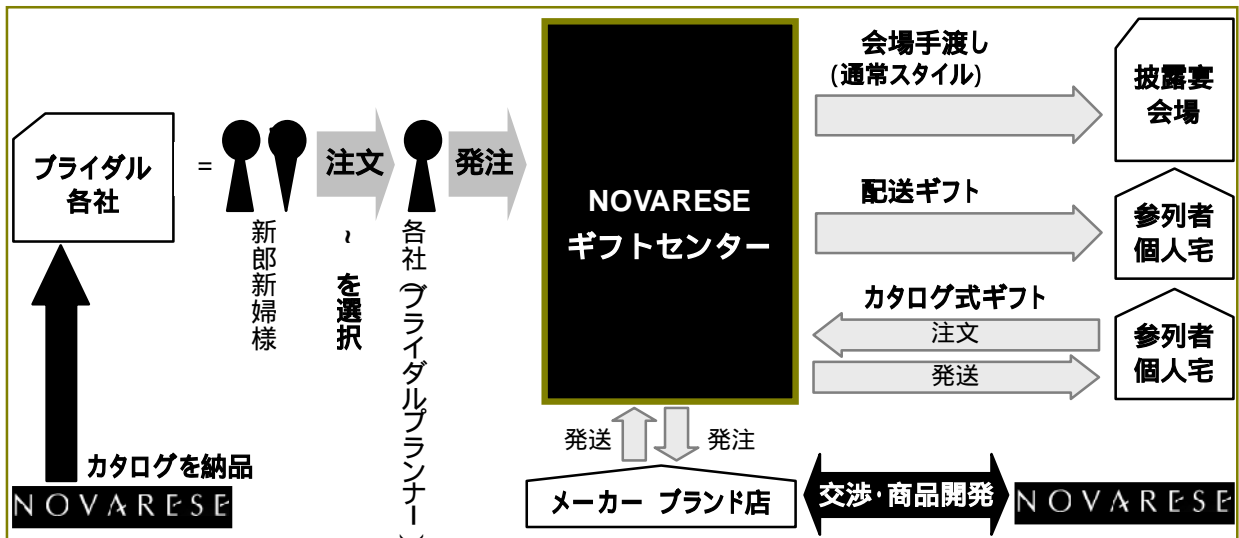 会場手渡し
(通常スタイル)
披露宴
会場
ブライダル
各社
=
注文
発注
NOVARESE
ギフトセンター
配送ギフト
参列者
個人宅
新郎新婦様
~ を選択
各社(ブライダルプランナー)
カタログ式ギフト
注文
発送
参列者
個人宅
発送
発注
カタログを納品
NOVARESE
メーカー ブランド店
交渉・商品開発
NOVARESE